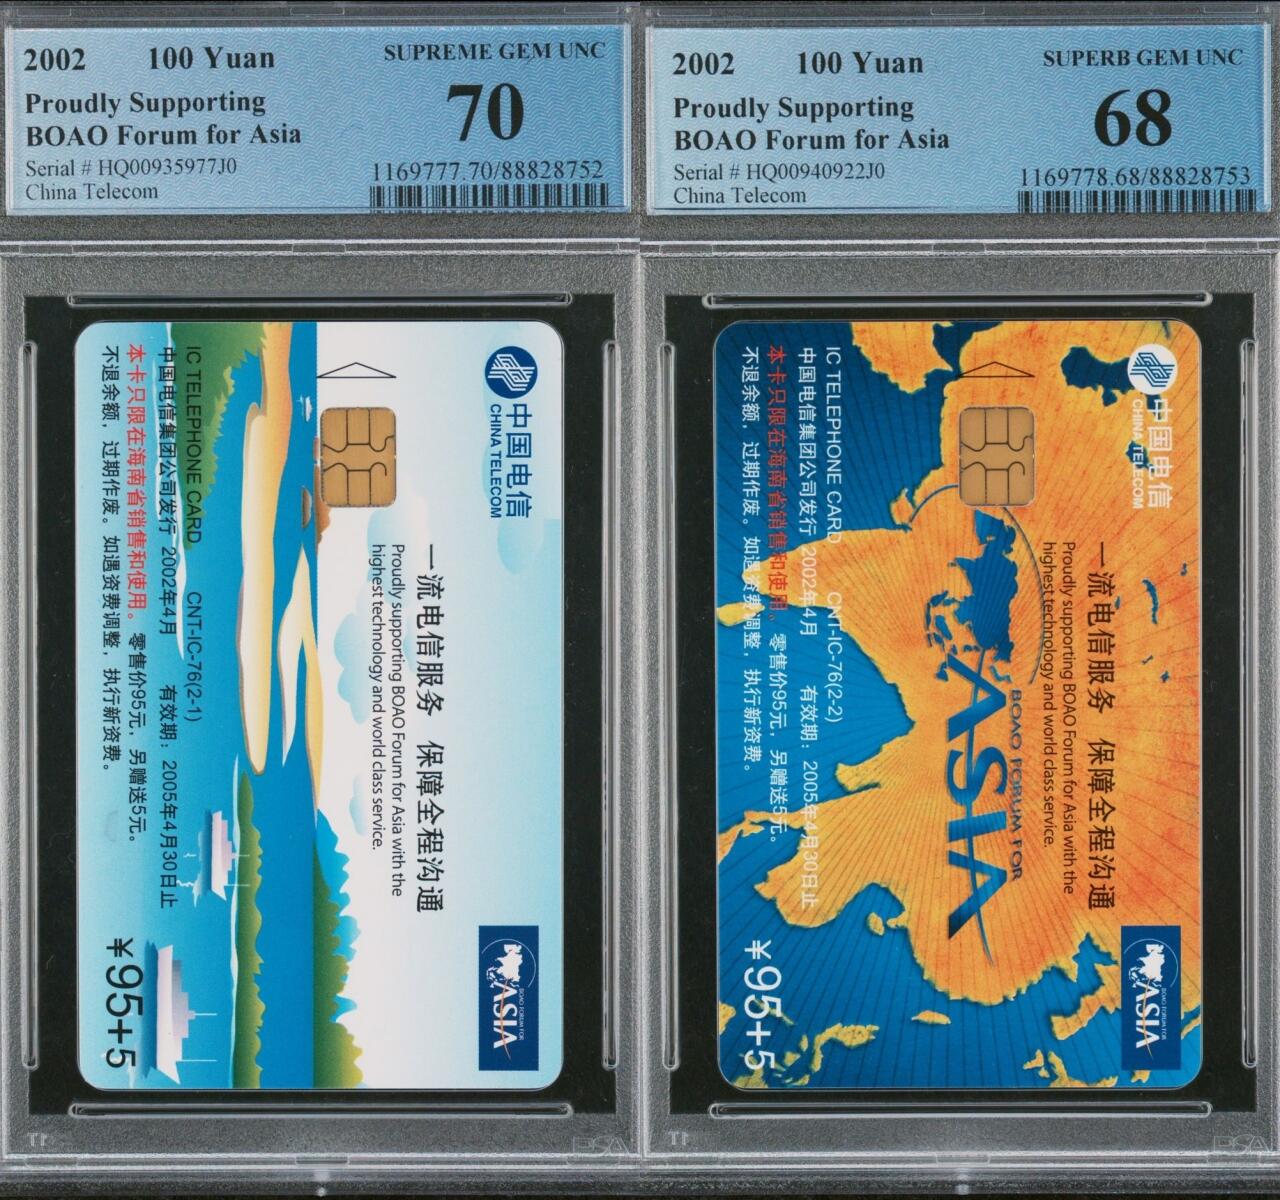 2002 100 Yuan
SUPREME GEM UNC
70
Proudly Supporting
BOAO Forum for Asia
Serial # HQ00935977J0
China Telecom
1169777.70/88828752
中国电信
CHINA TELECOM
一流电信服务 保障全程沟通
Proudly supporting BOAO Forum for Asia with the
highest technology and world class service.
IC TELEPHONE CARD CNT-IC-76(2-1)
中国电信集团公司发行 2002年4月 有效期：2005年4月30日止
本卡只限在海南省销售和使用。零售价95元，另赠送5元。
不退余额，过期作废。如遇资费调整，执行新资费。
BOAO FORUM FOR
ASIA
¥95+5
2002 100 Yuan
SUPERB GEM UNC
68
Proudly Supporting
BOAO Forum for Asia
Serial # HQ00940922J0
China Telecom
1169778.68/88828753
中国电信
CHINA TELECOM
一流电信服务 保障全程沟通
Proudly supporting BOAO Forum for Asia with the
highest technology and world class service.
BOAO FORUM FOR
ASIA
IC TELEPHONE CARD CNT-IC-76(2-2)
中国电信集团公司发行 2002年4月 有效期：2005年4月30日止
本卡只限在海南省销售和使用。零售价95元，另赠送5元。
不退余额，过期作废。如遇资费调整，执行新资费。
BOAO FORUM FOR
ASIA
¥95+5